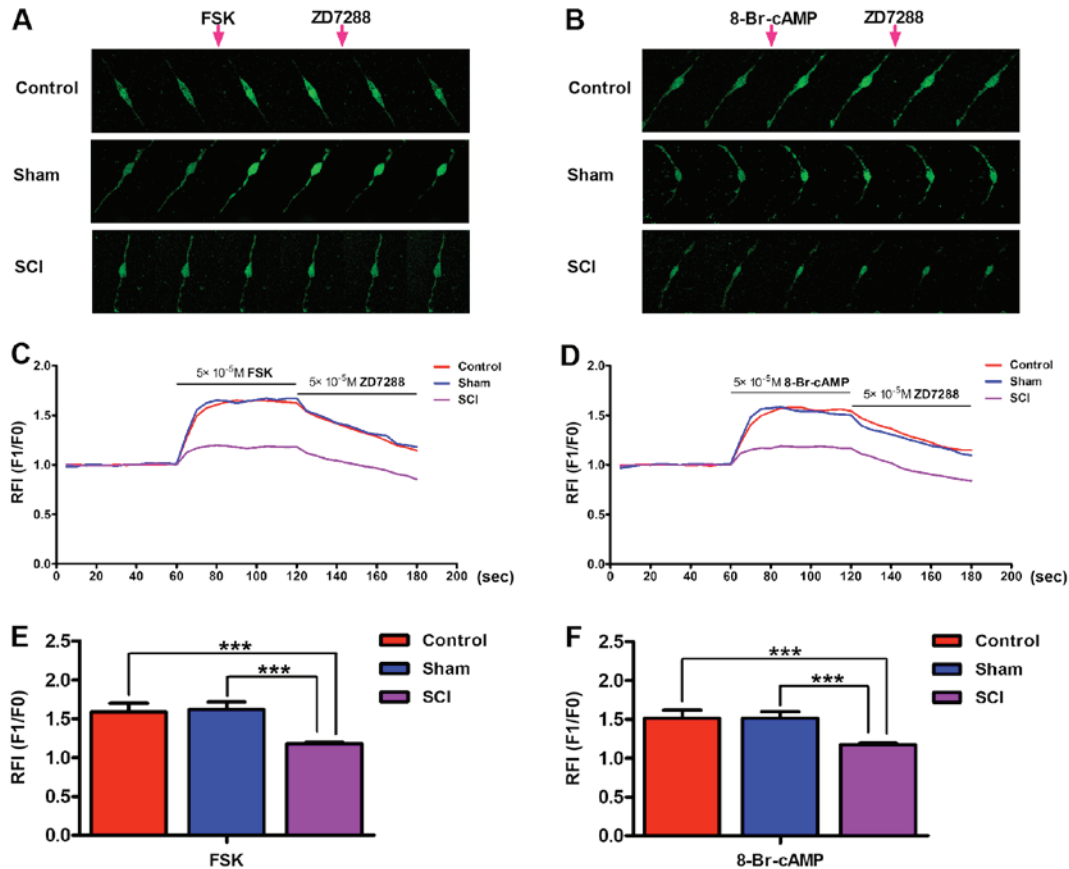 A
FSK
ZD7288
Control
Sham
SCI
B
8-Br-cAMP
ZD7288
Control
Sham
SCI
C
RFI (F1/F0)
2.0
1.5
1.0
0.5
0.0
5× 10⁻⁵M FSK
5× 10⁻⁵M ZD7288
Control
Sham
SCI
0 20 40 60 80 100 120 140 160 180 200 (sec)
D
RFI (F1/F0)
2.0
1.5
1.0
0.5
0.0
5× 10⁻⁵M 8-Br-cAMP
5× 10⁻⁵M ZD7288
Control
Sham
SCI
0 20 40 60 80 100 120 140 160 180 200 (sec)
E
RFI (F1/F0)
2.5
2.0
1.5
1.0
0.5
0.0
***
***
Control
Sham
SCI
FSK
F
RFI (F1/F0)
2.5
2.0
1.5
1.0
0.5
0.0
***
***
Control
Sham
SCI
8-Br-cAMP